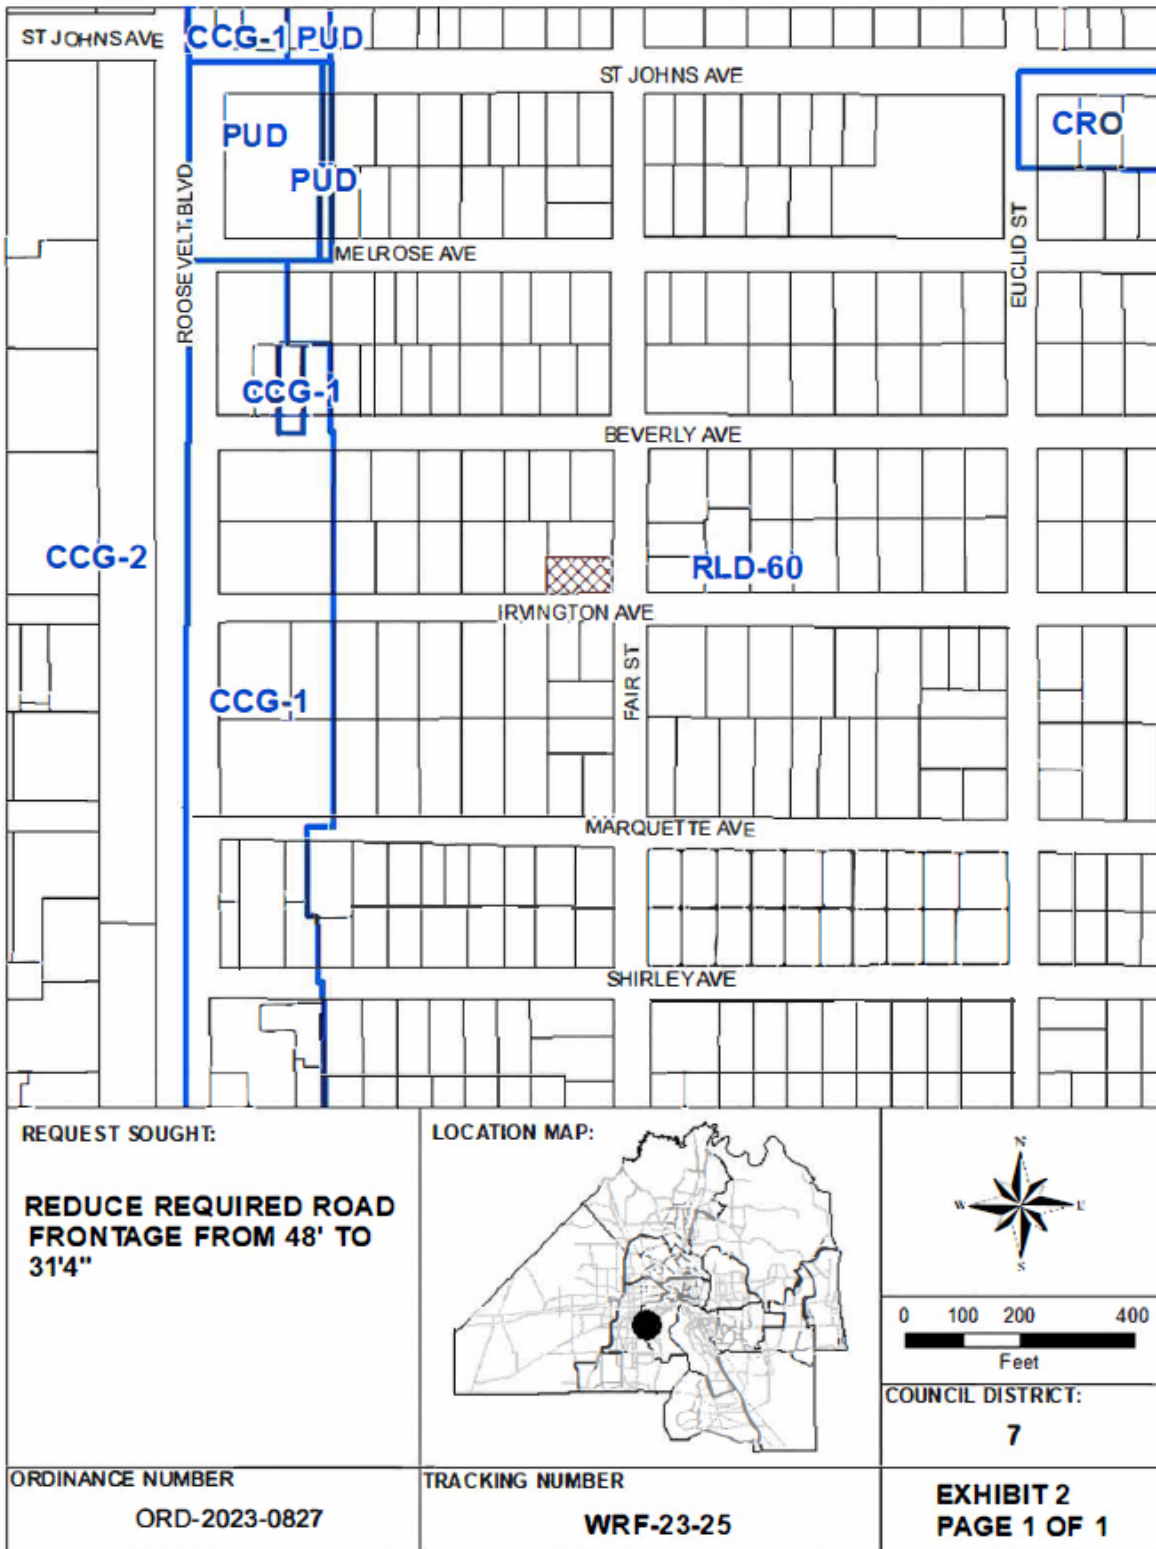 ST JOHNS AVE
CCG-1
PUD
ST JOHNS AVE
PUD
CRO
PUD
ROOSEVELT BLVD
MELROSE AVE
EUCLID ST
CCG-1
BEVERLY AVE
CCG-2
RLD-60
IRVINGTON AVE
FAIR ST
CCG-1
MARQUETTE AVE
SHIRLEY AVE
REQUEST SOUGHT:
REDUCE REQUIRED ROAD
FRONTAGE FROM 48' TO
31'4"
LOCATION MAP:
N
W
E
S
0 100 200 400
Feet
COUNCIL DISTRICT:
7
ORDINANCE NUMBER
ORD-2023-0827
TRACKING NUMBER
WRF-23-25
EXHIBIT 2
PAGE 1 OF 1